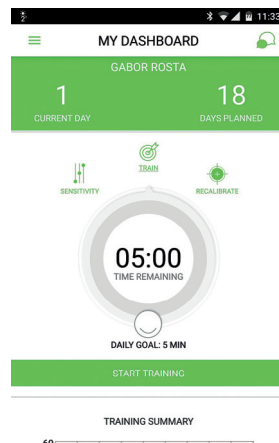 11:33
MY DASHBOARD
GABOR ROSTA
1 18
CURRENT DAY DAYS PLANNED
TRAIN
SENSITIVITY RECALIBRATE
05:00
TIME REMAINING
DAILY GOAL: 5 MIN
START TRAINING
TRAINING SUMMARY
60